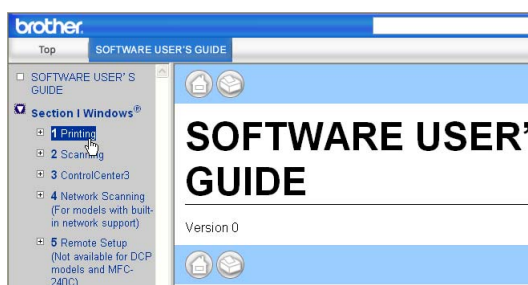 brother.
Top
SOFTWARE USER'S GUIDE
SOFTWARE USER' S
GUIDE
Section I Windows®
1 Printing
2 Scanning
3 ControlCenter3
4 Network Scanning
(For models with built-
in network support)
5 Remote Setup
(Not available for DCP
models and MFC-
240C)
SOFTWARE USER'
GUIDE
Version 0